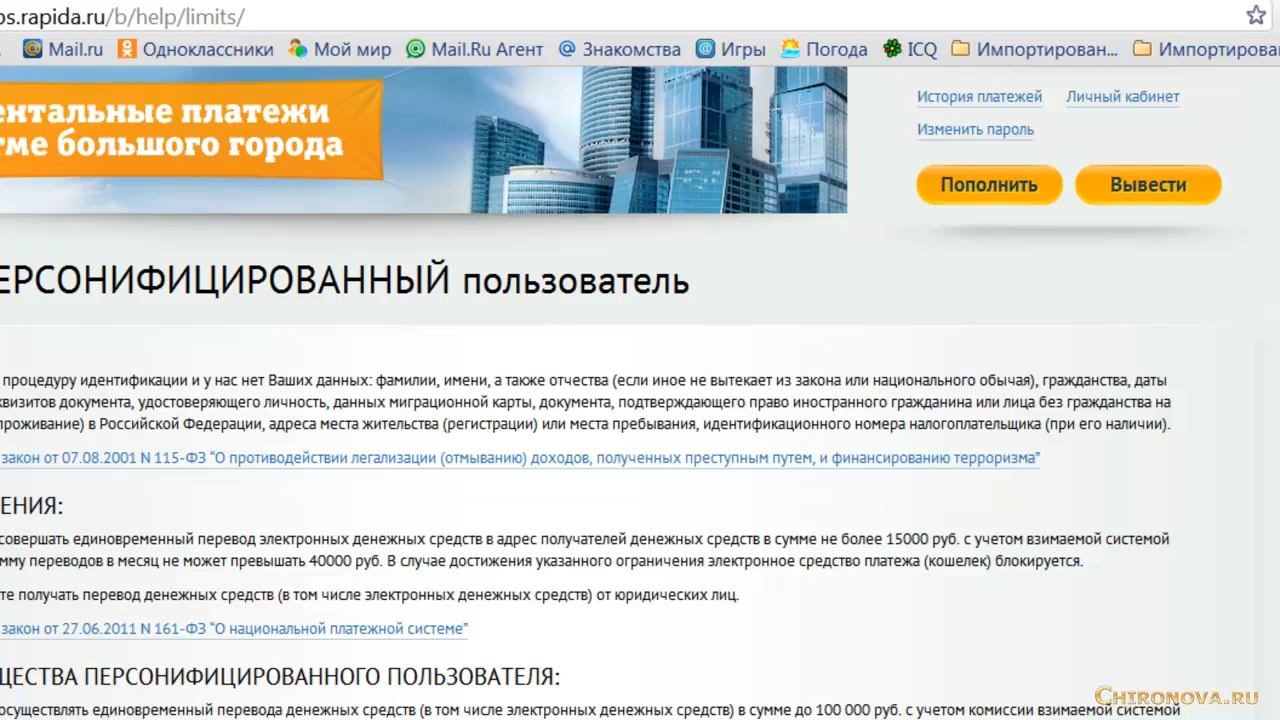 os.rapida.ru/b/help/limits/
Mail.ru Одноклассники Мой мир Mail.Ru Агент Знакомства Игры Погода ICQ Импортирован... Импортирова
ентальные платежи
тме большого города
История платежей Личный кабинет
Изменить пароль
Пополнить Вывести
ЕРСОНИФИЦИРОВАННЫЙ пользователь
процедуру идентификации и у нас нет Ваших данных: фамилии, имени, а также отчества (если иное не вытекает из закона или национального обычая), гражданства, даты
квизитов документа, удостоверяющего личность, данных миграционной карты, документа, подтверждающего право иностранного гражданина или лица без гражданства на
проживание) в Российской Федерации, адреса места жительства (регистрации) или места пребывания, идентификационного номера налогоплательщика (при его наличии).
закон от 07.08.2001 N 115-ФЗ "О противодействии легализации (отмыванию) доходов, полученных преступным путем, и финансированию терроризма"
ЕНИЯ:
совершать единовременный перевод электронных денежных средств в адрес получателей денежных средств в сумме не более 15000 руб. с учетом взимаемой системой
мму переводов в месяц не может превышать 40000 руб. В случае достижения указанного ограничения электронное средство платежа (кошелек) блокируется.
те получать перевод денежных средств (в том числе электронных денежных средств) от юридических лиц.
закон от 27.06.2011 N 161-ФЗ "О национальной платежной системе"
ЩЕСТВА ПЕРСОНИФИЦИРОВАННОГО ПОЛЬЗОВАТЕЛЯ:
осуществлять единовременный перевода денежных средств (в том числе электронных денежных средств) в сумме до 100 000 руб. с учетом комиссии взимаемой системой
CHIRONOVA.RU